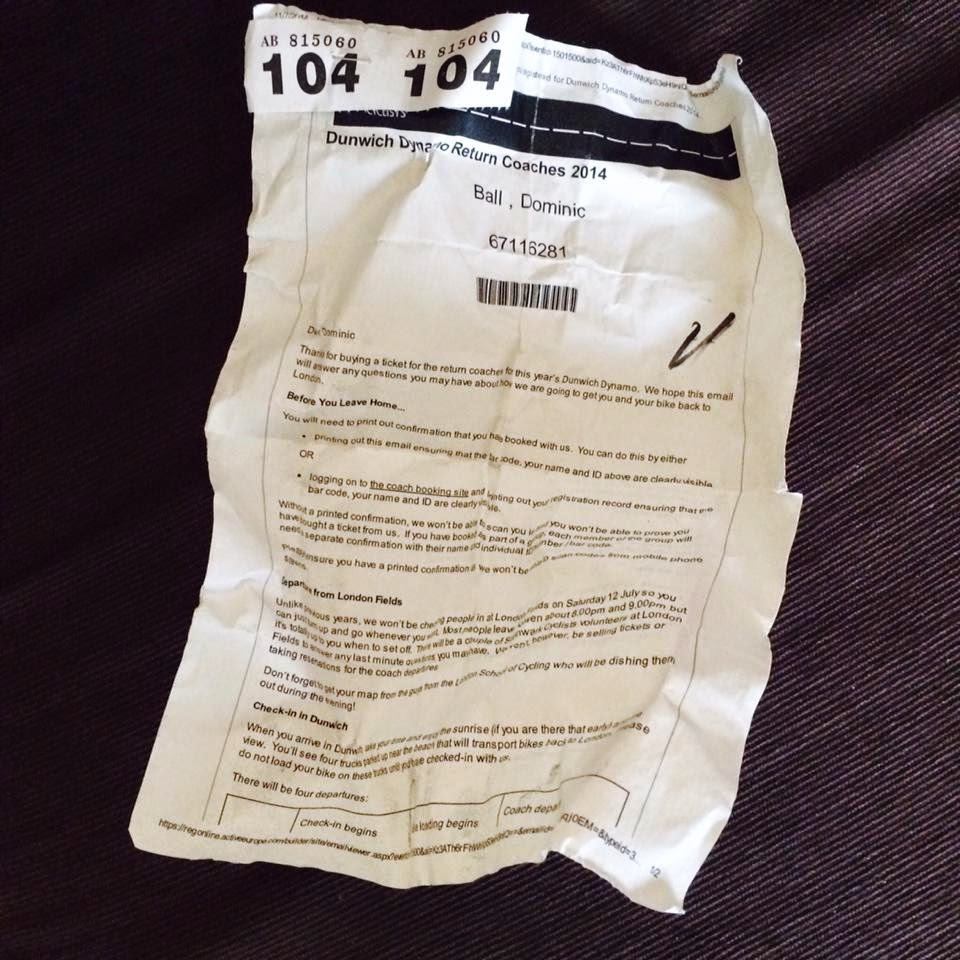 AB 815060 AB 815060
104 104
Registered for Dunwich Dynamo Return Coaches 2014
CYCLISTS
Dunwich Dynamo Return Coaches 2014
Ball , Dominic
67116281
Dominic
for buying a ticket for the return coaches for this year's Dunwich Dynamo. We hope this email
will answer any questions you may have about how we are going to get you and your bike back to
London.
Before You Leave Home...
You will need to print out confirmation that you have booked with us. You can do this by either
• printing out this email ensuring that the bar code, your name and ID above are clearly visible
OR
• logging on to the coach booking site and printing out your registration record ensuring that the
bar code, your name and ID are clearly visible.
Without a printed confirmation, we won't be able to scan you in and you won't be able to prove you
have bought a ticket from us. If you have booked as part of a group, each member of the group will
need separate confirmation with their name and individual number / bar code.
ensure you have a printed confirmation we won't be scan codes from mobile phone
from London Fields
Unlike previous years, we won't be checking people in at London Fields on Saturday 12 July so you
can just turn up and go whenever you want. Most people leave between about 8.00pm and 9.00pm but
it's totally up to you when to set off. There will be a couple of Southwark Cyclists volunteers at London
Fields to answer any last minute questions you may have. We won't, however, be selling tickets or
taking reservations for the coach departures.
Don't forget to get your map from the guys from the London School of Cycling who will be dishing them
out during the evening!
Check-in in Dunwich
When you arrive in Dunwich take your time and enjoy the sunrise (if you are there that early)
view. You'll see four trucks parked up near the beach that will transport bikes back to London.
do not load your bike on these trucks until you have checked-in with us.
There will be four departures:
Check-in begins loading begins Coach
1/2